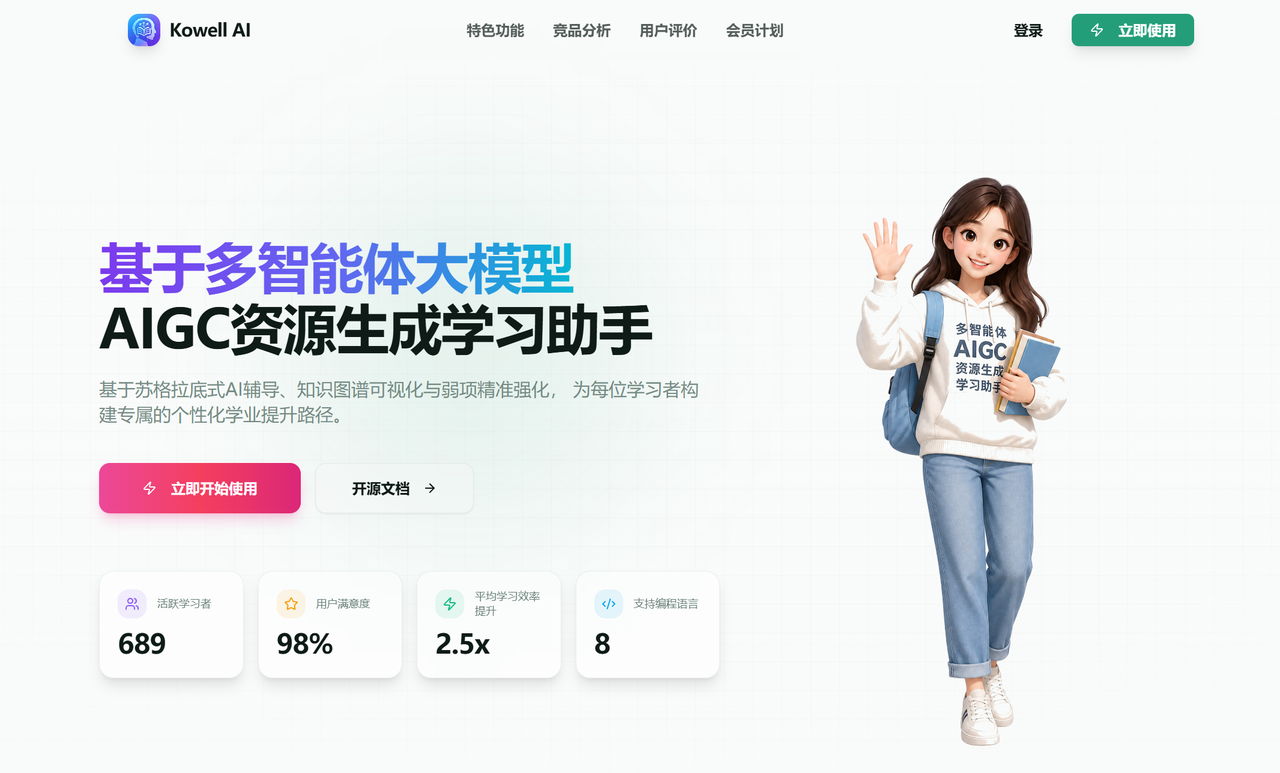 Kowell AI
特色功能
竞品分析
用户评价
会员计划
登录
立即使用
基于多智能体大模型
AIGC资源生成学习助手
基于苏格拉底式AI辅导、知识图谱可视化与弱项精准强化， 为每位学习者构
建专属的个性化学业提升路径。
立即开始使用
开源文档 →
活跃学习者
689
用户满意度
98%
平均学习效率
提升
2.5x
支持编程语言
8
多智能体
AIGC
资源生成
学习助手